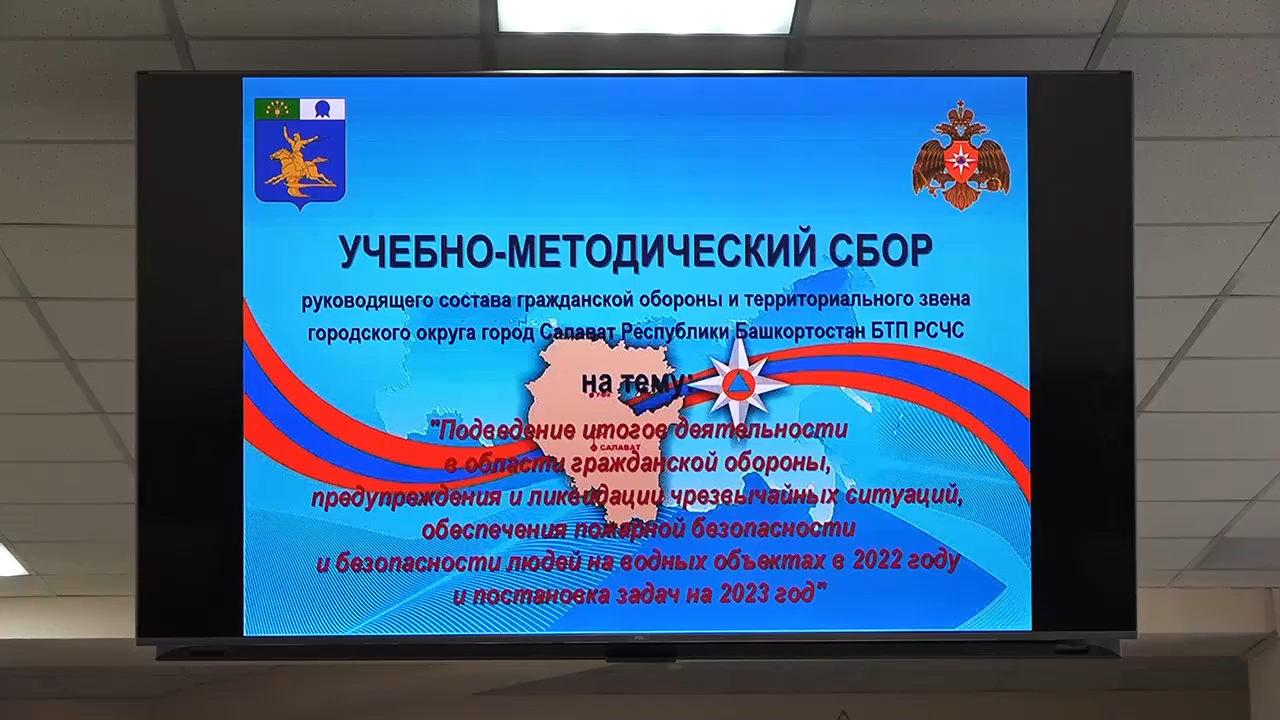 УЧЕБНО-МЕТОДИЧЕСКИЙ СБОР
руководящего состава гражданской обороны и территориального звена
городского округа город Салават Республики Башкортостан БТП РСЧС
на тему:
УФА
"Подведение итогов деятельности
САЛАВАТ
в области гражданской обороны,
предупреждения и ликвидации чрезвычайных ситуаций,
обеспечения пожарной безопасности
и безопасности людей на водных объектах в 2022 году
и постановка задач на 2023 год"